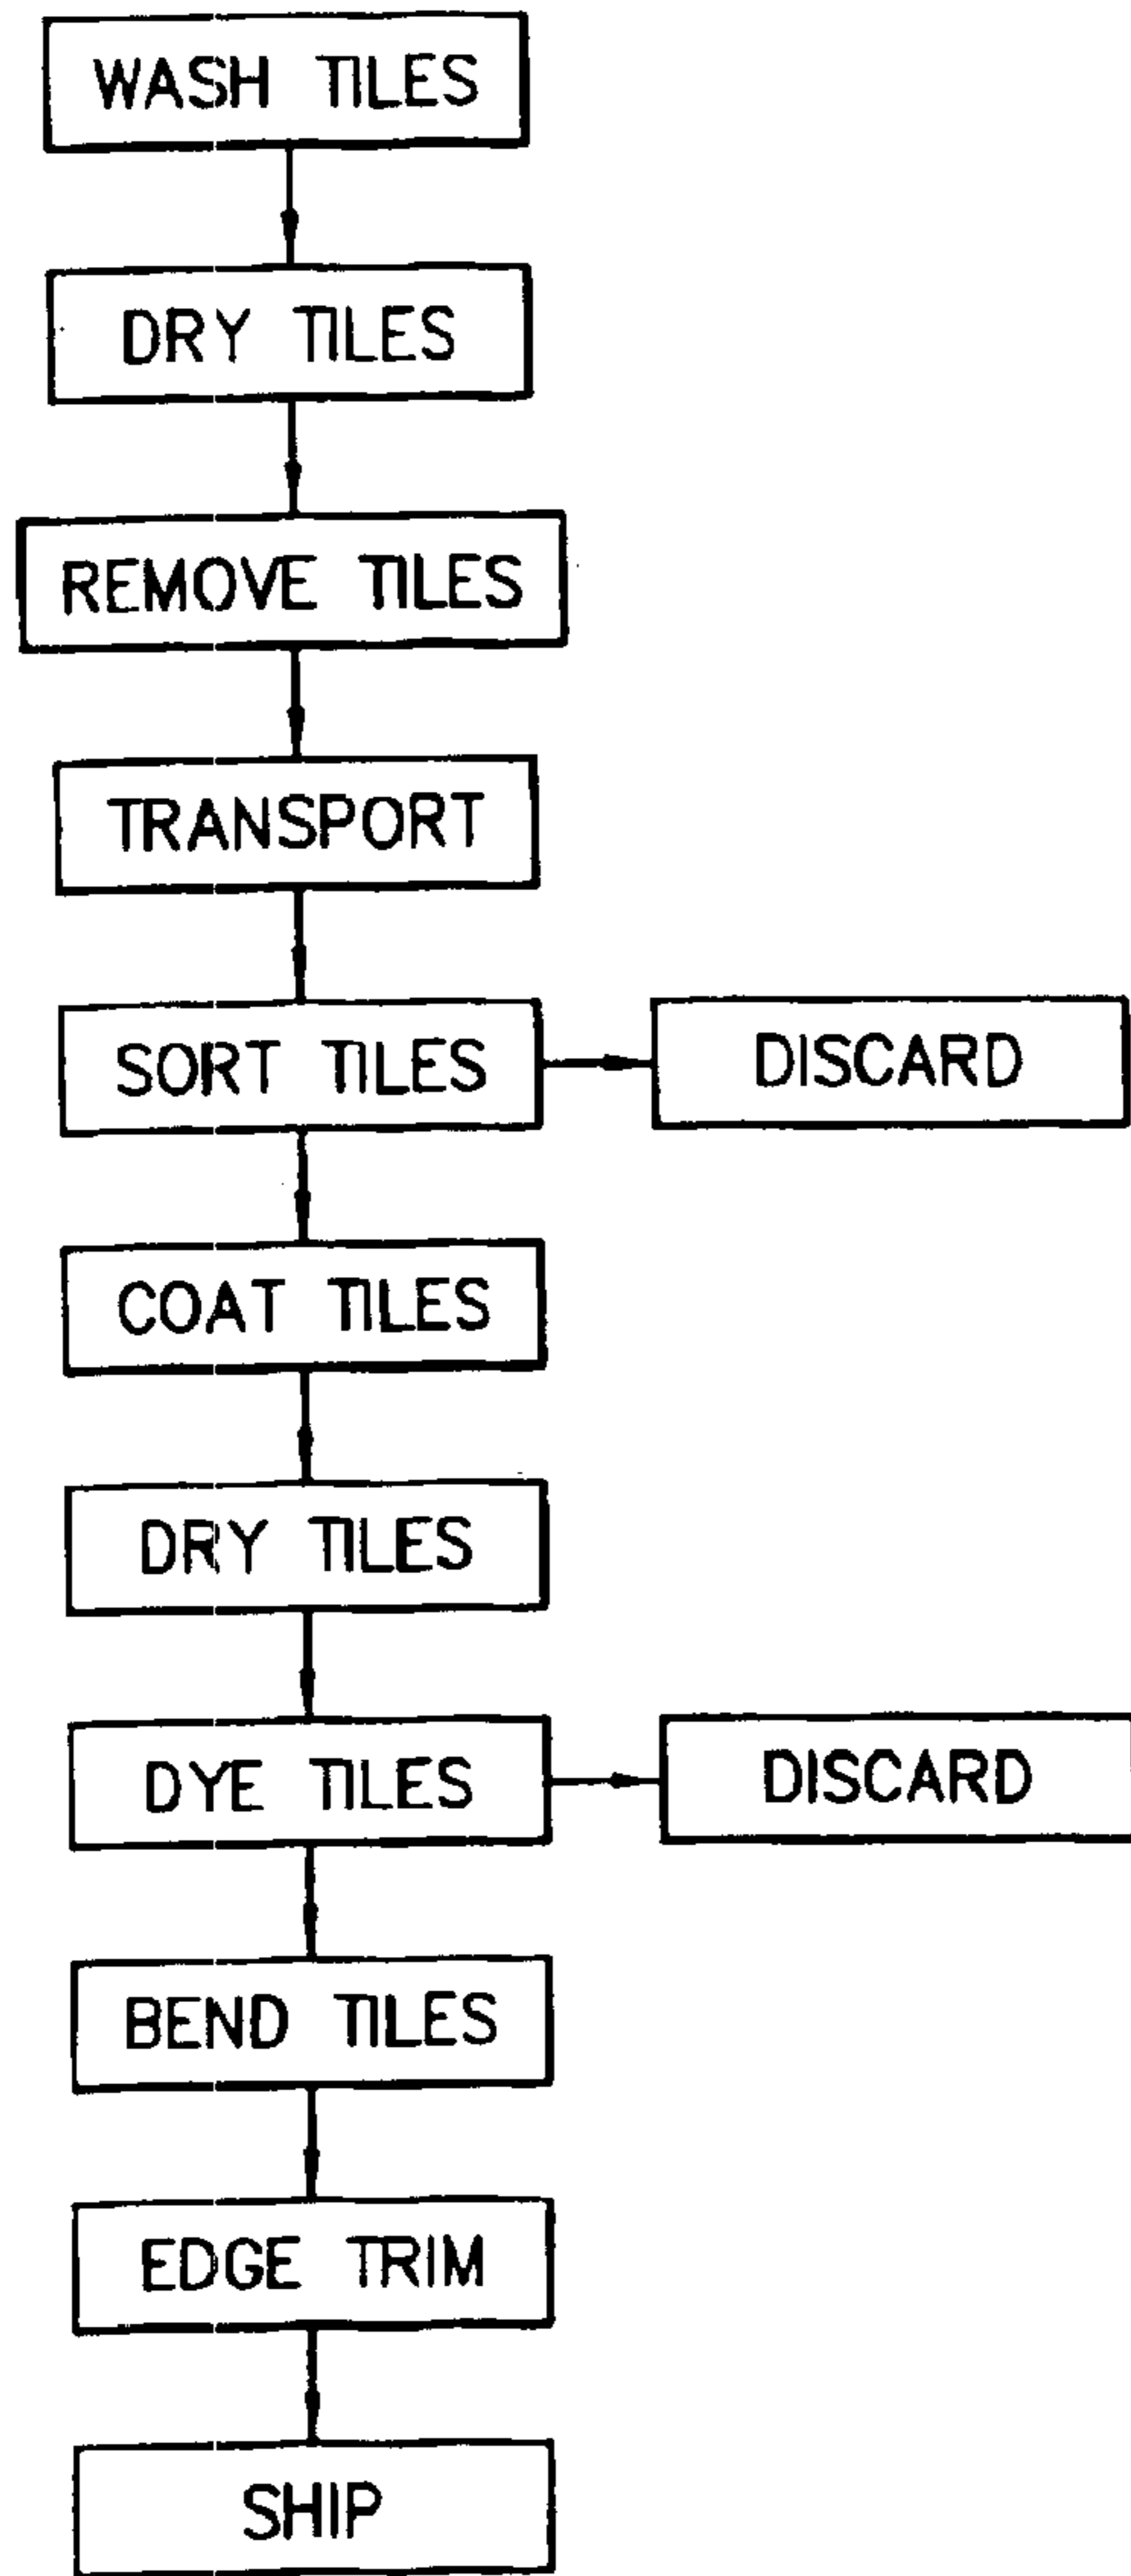 WASH TILES
DRY TILES
REMOVE TILES
TRANSPORT
SORT TILES
DISCARD
COAT TILES
DRY TILES
DYE TILES
DISCARD
BEND TILES
EDGE TRIM
SHIP